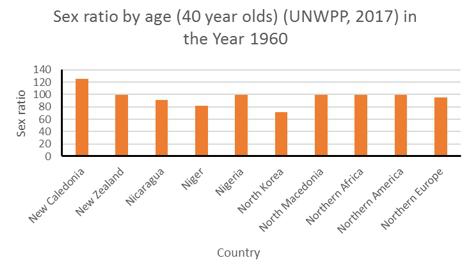 Sex ratio by age (40 year olds) (UNWPP, 2017) in
the Year 1960
140
120
100
80
60
40
20
0
Sex ratio
New Caledonia
New Zealand
Nicaragua
Niger
Nigeria
North Korea
North Macedonia
Northern Africa
Northern America
Northern Europe
Country